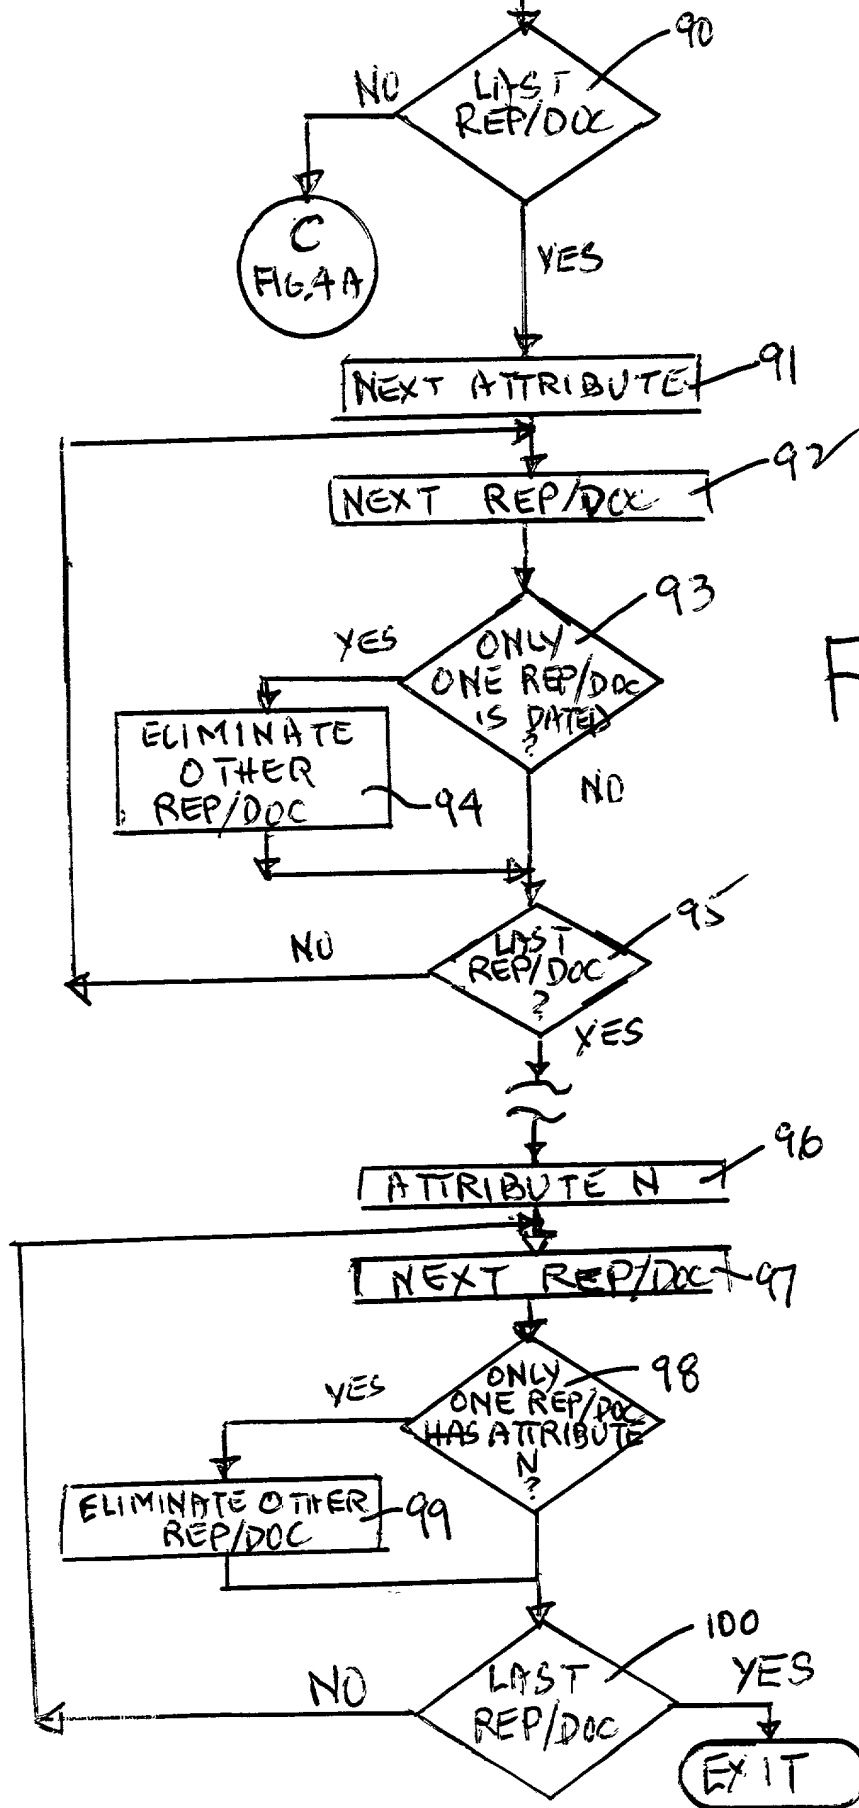 90
NO
LAST
REP/DOC
C
FIG. 4A
YES
NEXT ATTRIBUTE
91
NEXT REP/DOC
92
93
YES
ONLY
ONE REP/DOC
IS DATED
?
ELIMINATE
OTHER
REP/DOC
94
NO
F
95
NO
LAST
REP/DOC
?
YES
96
ATTRIBUTE N
NEXT REP/DOC
97
98
YES
ONLY
ONE REP/DOC
HAS ATTRIBUTE
N
?
ELIMINATE OTHER
REP/DOC
99
100
NO
LAST
REP/DOC
YES
EXIT